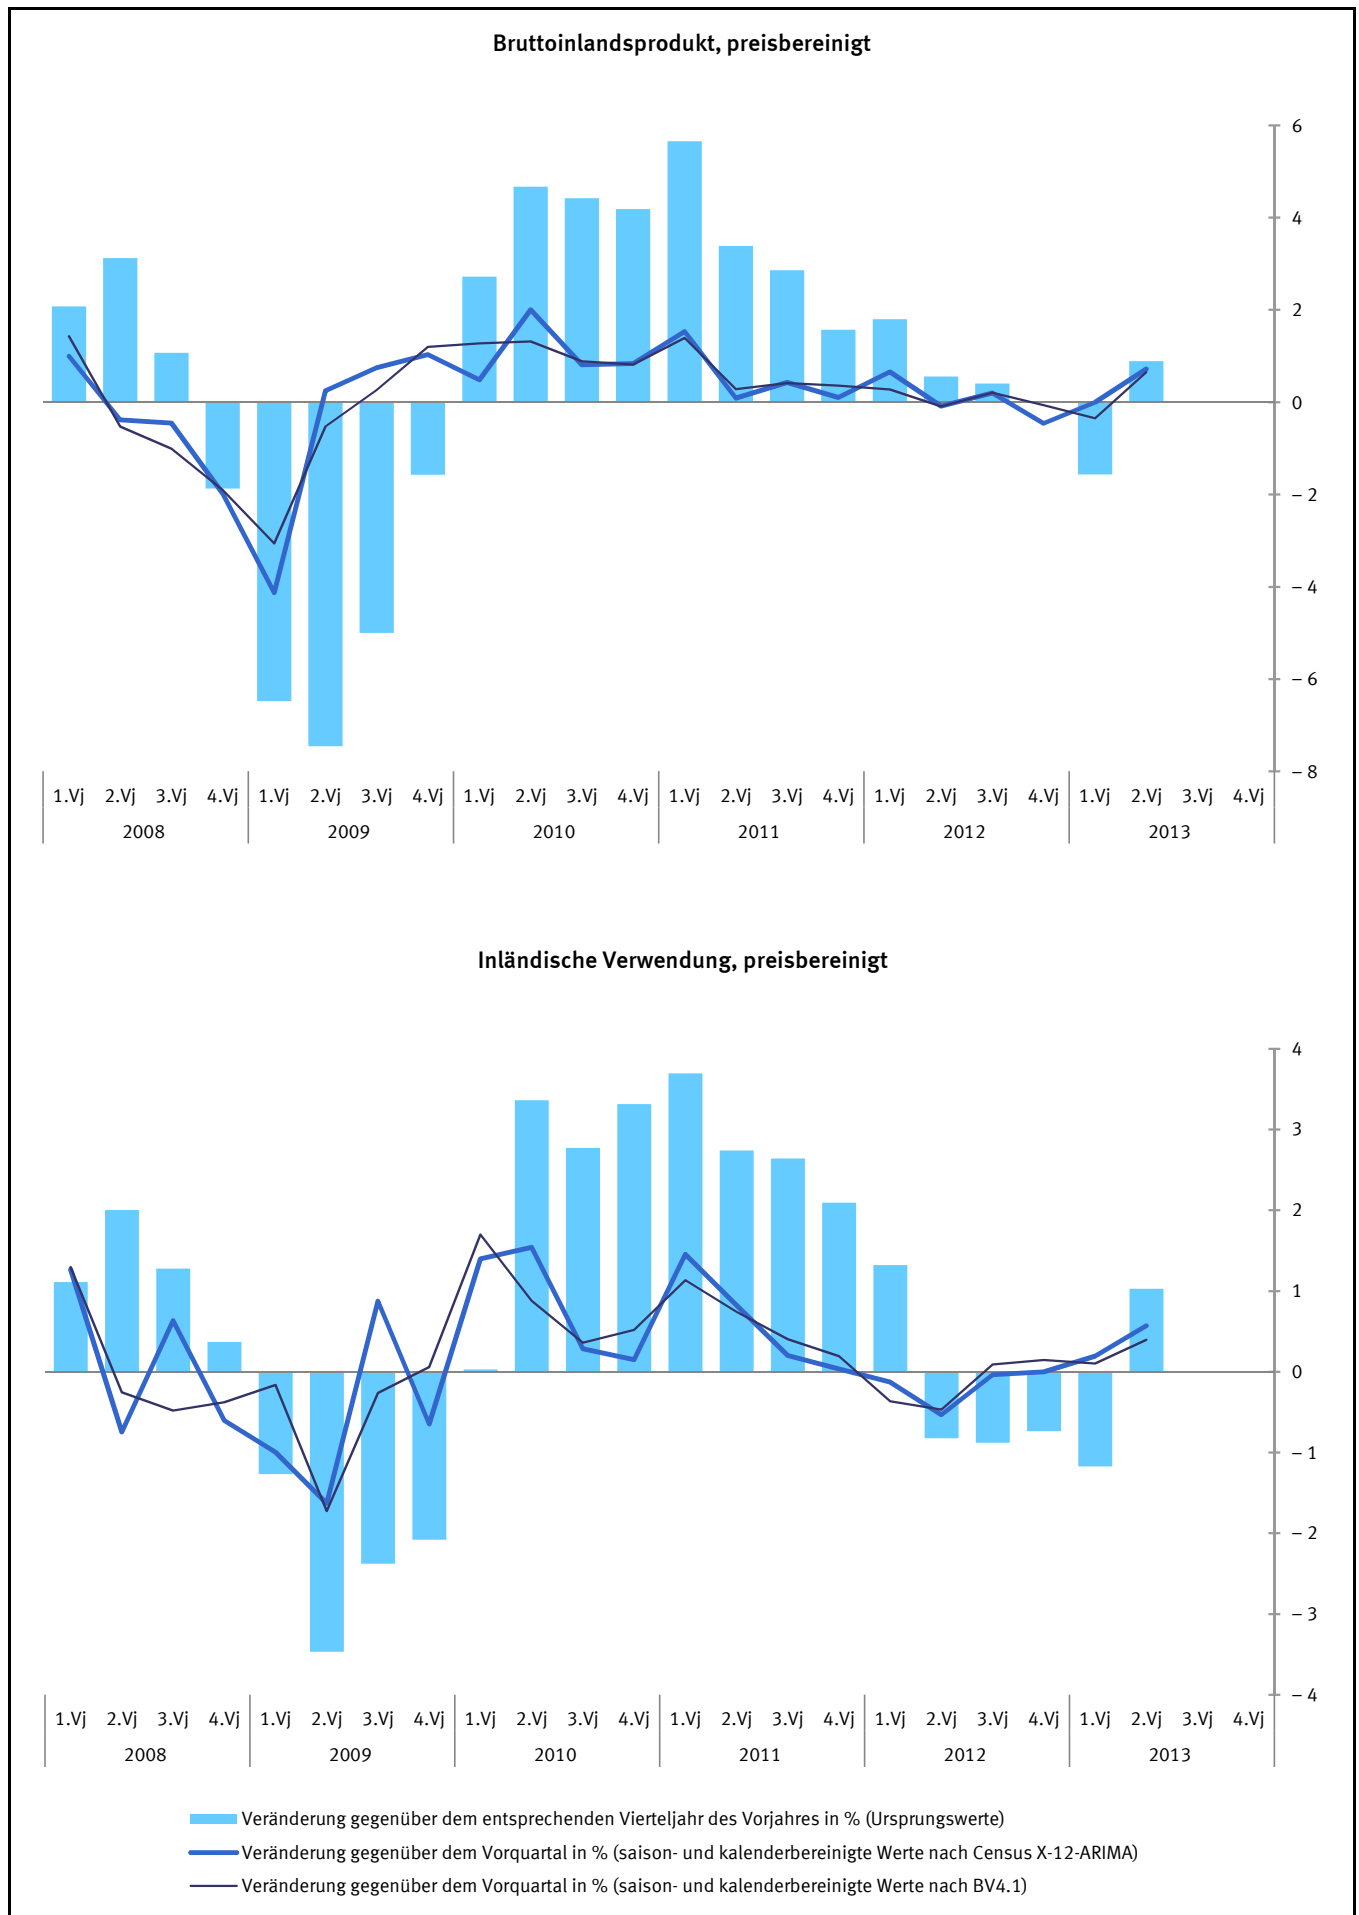 Bruttoinlandsprodukt, preisbereinigt
6
4
2
0
– 2
– 4
– 6
– 8
1.Vj 2.Vj 3.Vj 4.Vj 1.Vj 2.Vj 3.Vj 4.Vj 1.Vj 2.Vj 3.Vj 4.Vj 1.Vj 2.Vj 3.Vj 4.Vj 1.Vj 2.Vj 3.Vj 4.Vj 1.Vj 2.Vj 3.Vj 4.Vj
2008 2009 2010 2011 2012 2013
Inländische Verwendung, preisbereinigt
4
3
2
1
0
– 1
– 2
– 3
– 4
1.Vj 2.Vj 3.Vj 4.Vj 1.Vj 2.Vj 3.Vj 4.Vj 1.Vj 2.Vj 3.Vj 4.Vj 1.Vj 2.Vj 3.Vj 4.Vj 1.Vj 2.Vj 3.Vj 4.Vj 1.Vj 2.Vj 3.Vj 4.Vj
2008 2009 2010 2011 2012 2013
Veränderung gegenüber dem entsprechenden Vierteljahr des Vorjahres in % (Ursprungswerte)
Veränderung gegenüber dem Vorquartal in % (saison- und kalenderbereinigte Werte nach Census X-12-ARIMA)
Veränderung gegenüber dem Vorquartal in % (saison- und kalenderbereinigte Werte nach BV4.1)